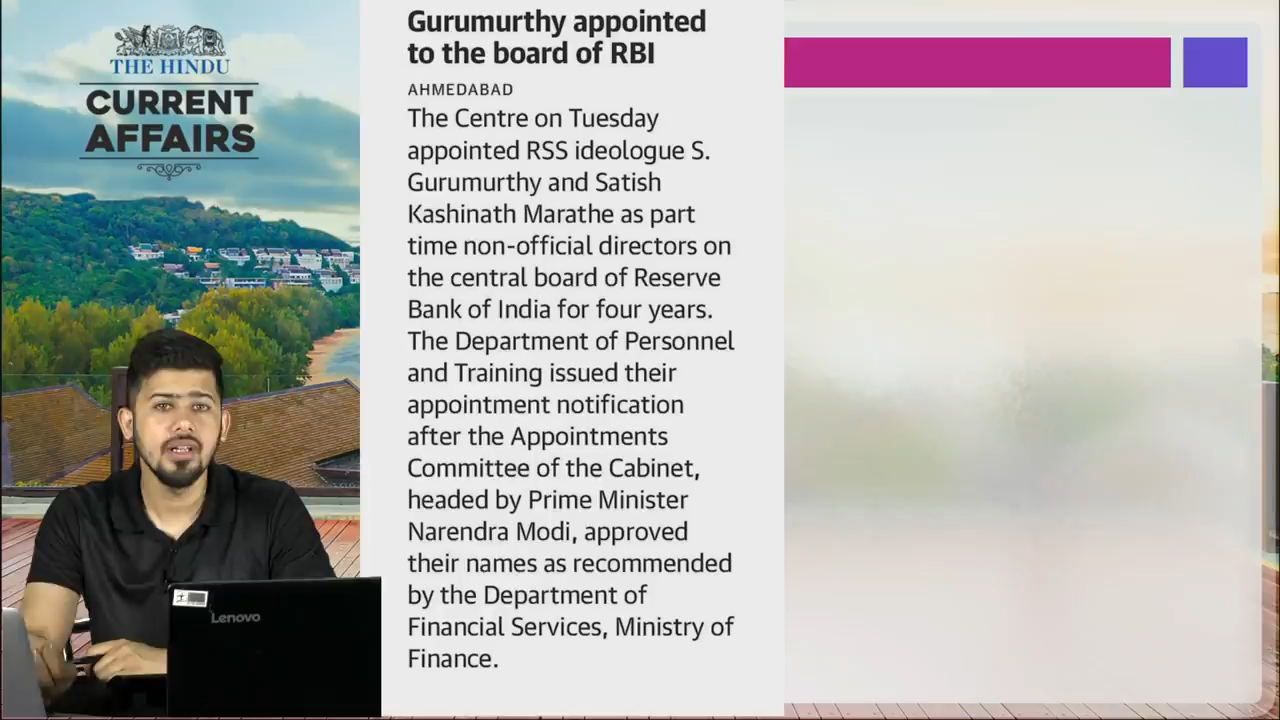 THE HINDU
CURRENT
AFFAIRS
Gurumurthy appointed
to the board of RBI
AHMEDABAD
The Centre on Tuesday
appointed RSS ideologue S.
Gurumurthy and Satish
Kashinath Marathe as part
time non-official directors on
the central board of Reserve
Bank of India for four years.
The Department of Personnel
and Training issued their
appointment notification
after the Appointments
Committee of the Cabinet,
headed by Prime Minister
Narendra Modi, approved
their names as recommended
by the Department of
Financial Services, Ministry of
Finance.
Lenovo